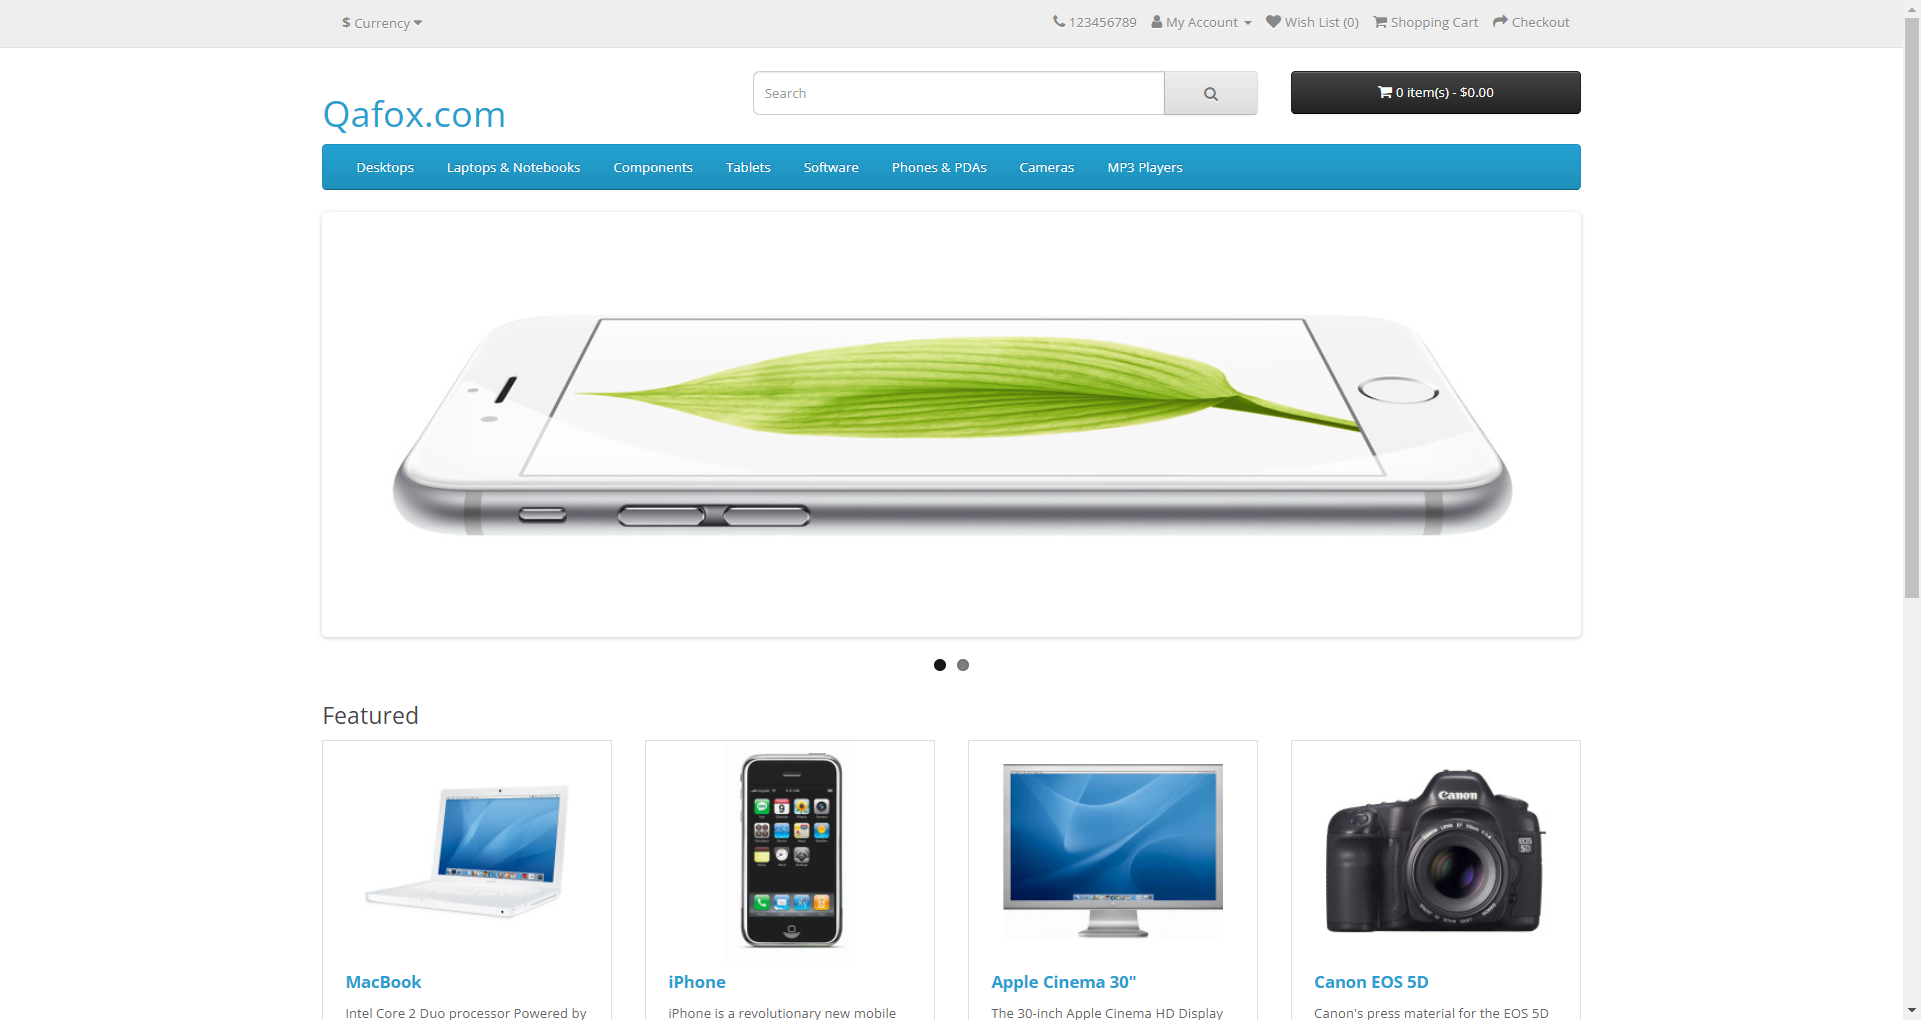 $ Currency
123456789 My Account Wish List (0) Shopping Cart Checkout
Qafox.com
Search
0 item(s) - $0.00
Desktops Laptops & Notebooks Components Tablets Software Phones & PDAs Cameras MP3 Players
Featured
Canon
EOS
5D
MacBook
iPhone
Apple Cinema 30"
Canon EOS 5D
Intel Core 2 Duo processor Powered by
iPhone is a revolutionary new mobile
The 30-inch Apple Cinema HD Display
Canon's press material for the EOS 5D